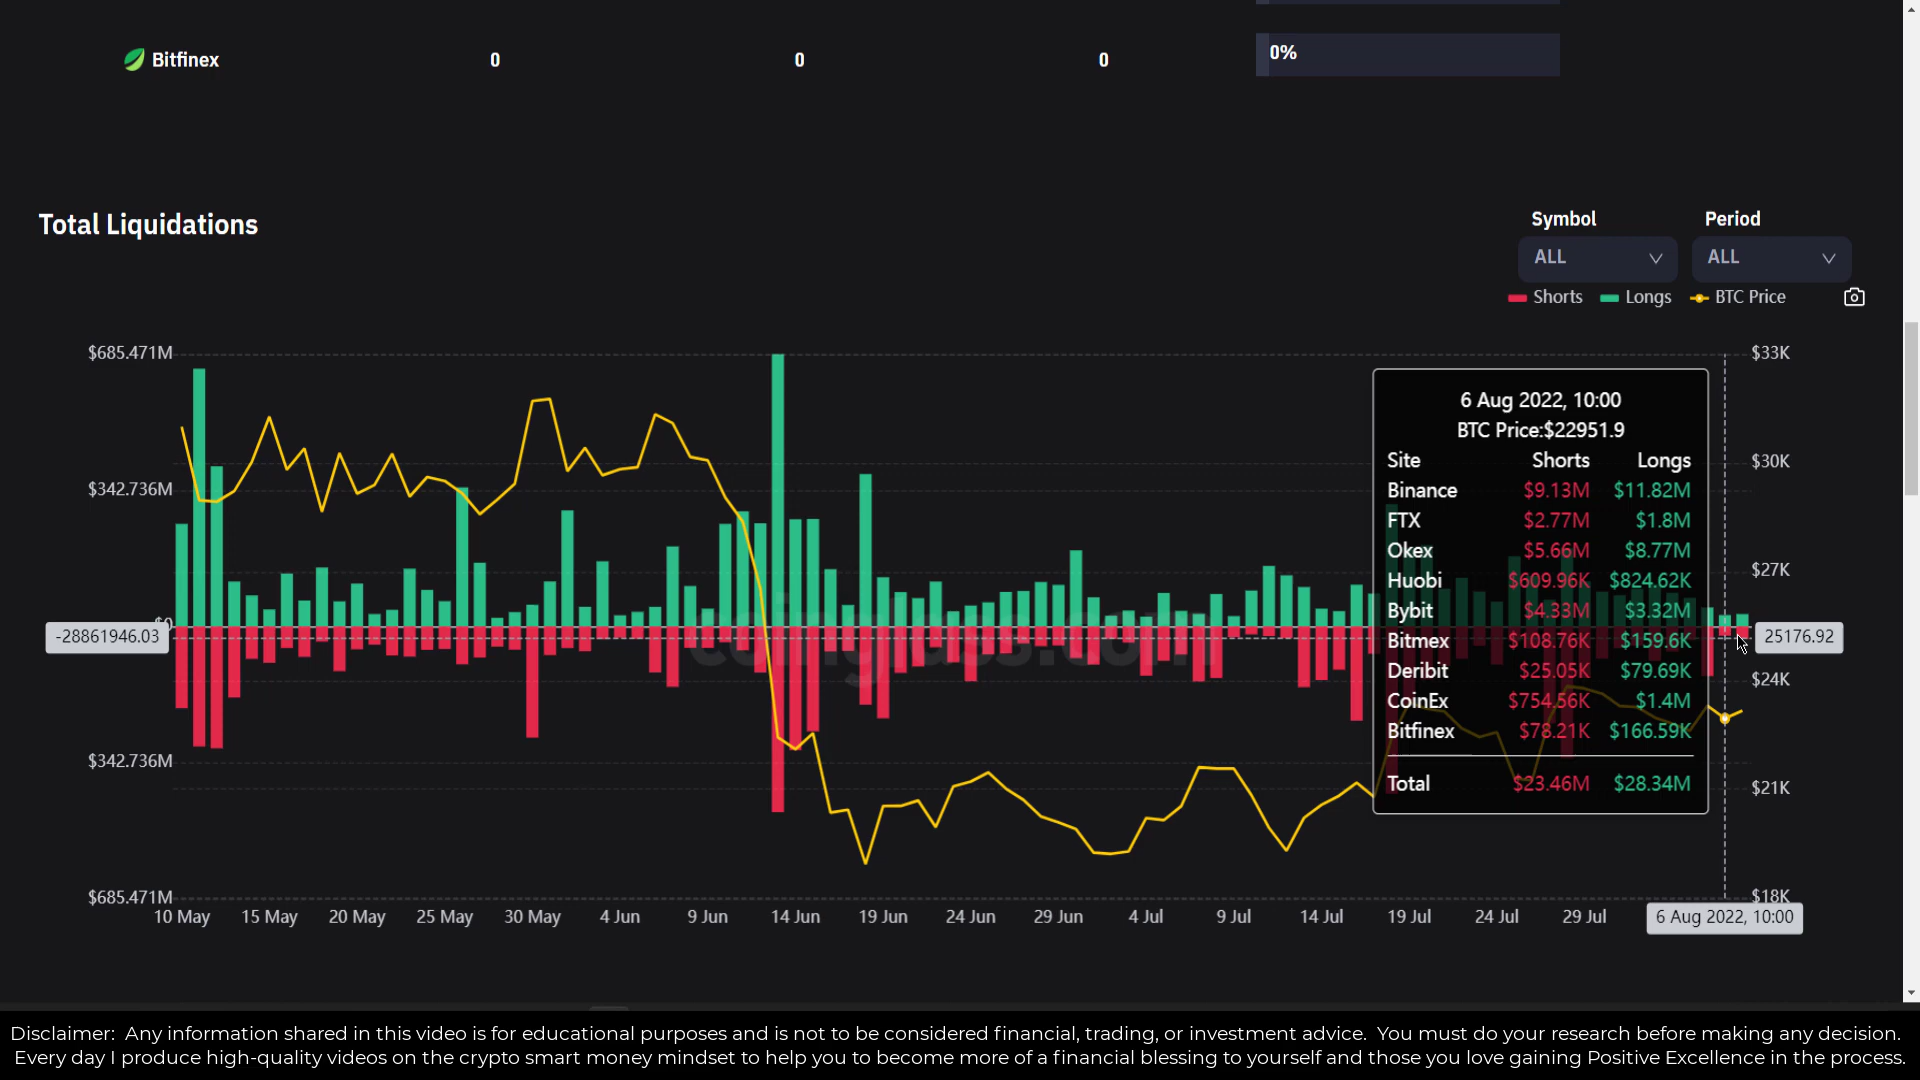 Bitfinex 0 0 0 0%
Total Liquidations
Symbol Period
ALL ALL
Shorts Longs BTC Price
$685.471M $33K
6 Aug 2022, 10:00
BTC Price:$22951.9
Site Shorts Longs
$30K
$342.736M
Binance $9.13M $11.82M
FTX $2.77M $1.8M
Okex $5.66M $8.77M
$27K
Huobi $609.96K $824.62K
Bybit $4.33M $3.32M
$0
-28861946.03 25176.92
coinglass.com
Bitmex $108.76K $159.6K
Deribit $25.05K $79.69K
$24K
CoinEx $754.56K $1.4M
Bitfinex $78.21K $166.59K
$342.736M
Total $23.46M $28.34M
$21K
$685.471M $18K
10 May 15 May 20 May 25 May 30 May 4 Jun 9 Jun 14 Jun 19 Jun 24 Jun 29 Jun 4 Jul 9 Jul 14 Jul 19 Jul 24 Jul 29 Jul 6 Aug 2022, 10:00
Disclaimer: Any information shared in this video is for educational purposes and is not to be considered financial, trading, or investment advice. You must do your research before making any decision.
Every day I produce high-quality videos on the crypto smart money mindset to help you to become more of a financial blessing to yourself and those you love gaining Positive Excellence in the process.